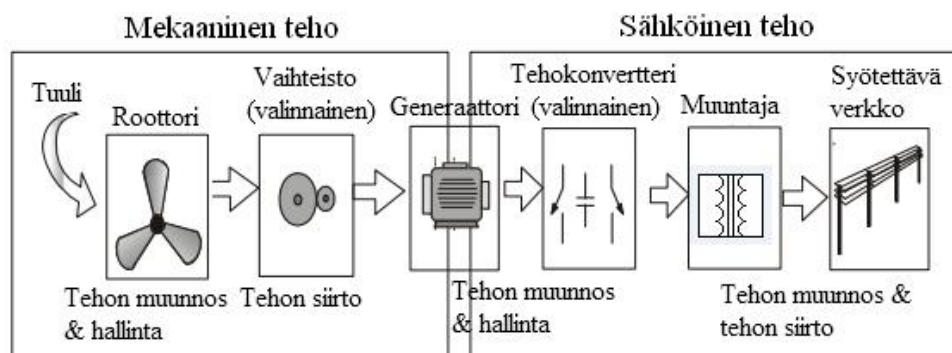 Mekaaninen teho
Sähköinen teho
Tuuli
Roottori
Vaihteisto
(valinnainen)
Generaattori
Tehokonvertteri
(valinnainen)
Muuntaja
Syötettävä
verkko
Tehon muunnos
& hallinta
Tehon siirto
Tehon muunnos
& hallinta
Tehon muunnos &
tehon siirto